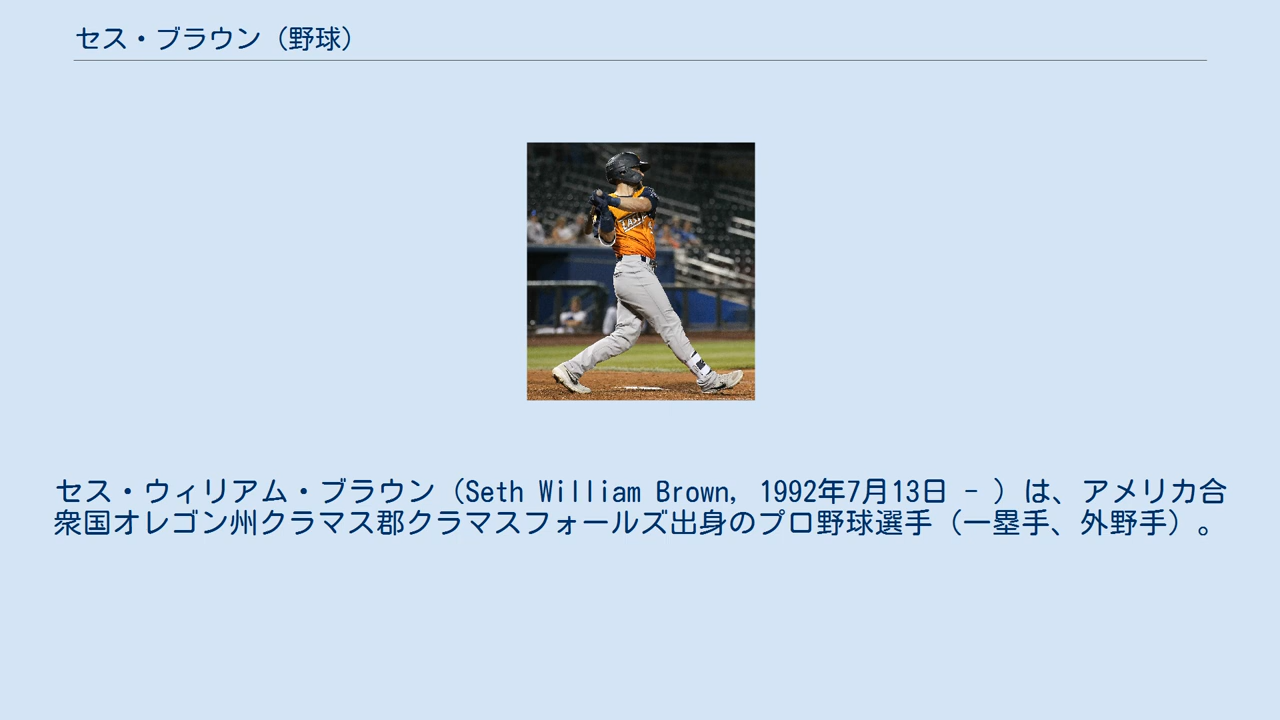 セス・ブラウン（野球）
EAST
セス・ウィリアム・ブラウン（Seth William Brown, 1992年7月13日 - ）は、アメリカ合
衆国オレゴン州クラマス郡クラマスフォールズ出身のプロ野球選手（一塁手、外野手）。